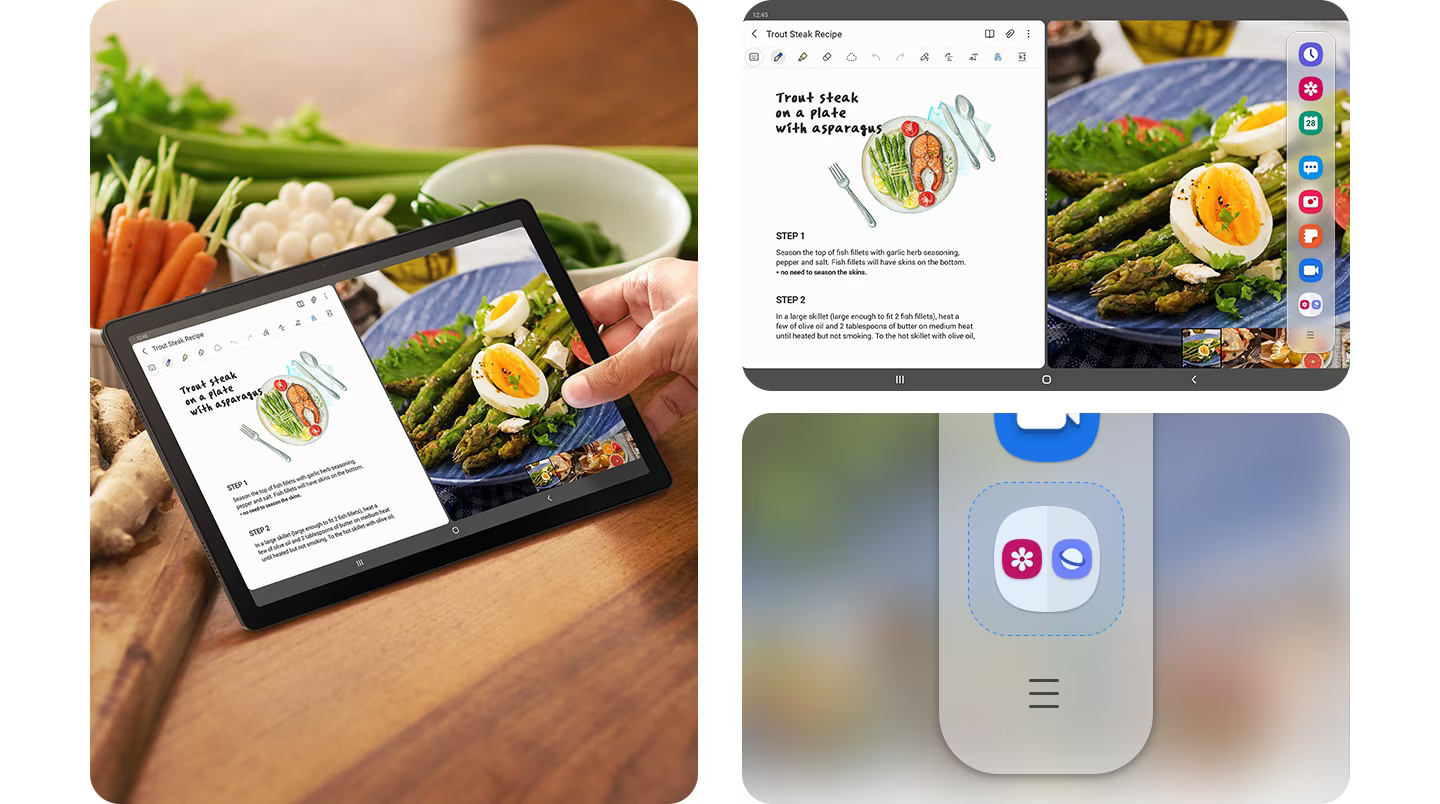 12:45
Trout Steak Recipe
Trout steak
on a plate
with asparagus
STEP 1
Season the top of fish fillets with garlic herb seasoning,
pepper and salt. Fish fillets will have skins on the bottom.
• no need to season the skins.
STEP 2
In a large skillet (large enough to fit 2 fish fillets), heat a
few of olive oil and 2 tablespoons of butter on medium heat
until heated but not smoking. To the hot skillet with olive oil,
12:45
Trout Steak Recipe
Trout steak
on a plate
with asparagus
STEP 1
Season the top of fish fillets with garlic herb seasoning,
pepper and salt. Fish fillets will have skins on the bottom.
• no need to season the skins.
STEP 2
In a large skillet (large enough to fit 2 fish fillets), heat a
few of olive oil and 2 tablespoons of butter on medium heat
until heated but not smoking. To the hot skillet with olive oil,
28